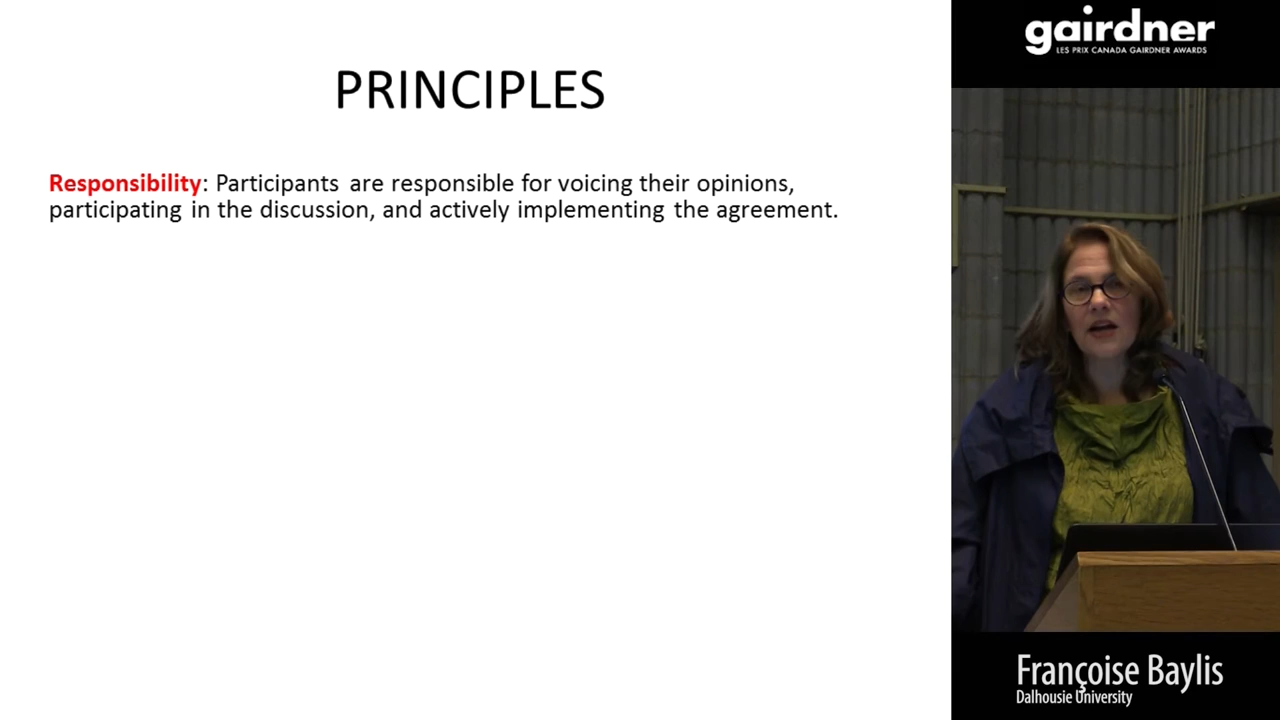 PRINCIPLES
Responsibility: Participants are responsible for voicing their opinions,
participating in the discussion, and actively implementing the agreement.
gairdner
LES PRIX CANADA GAIRDNER AWARDS
Françoise Baylis
Dalhousie University